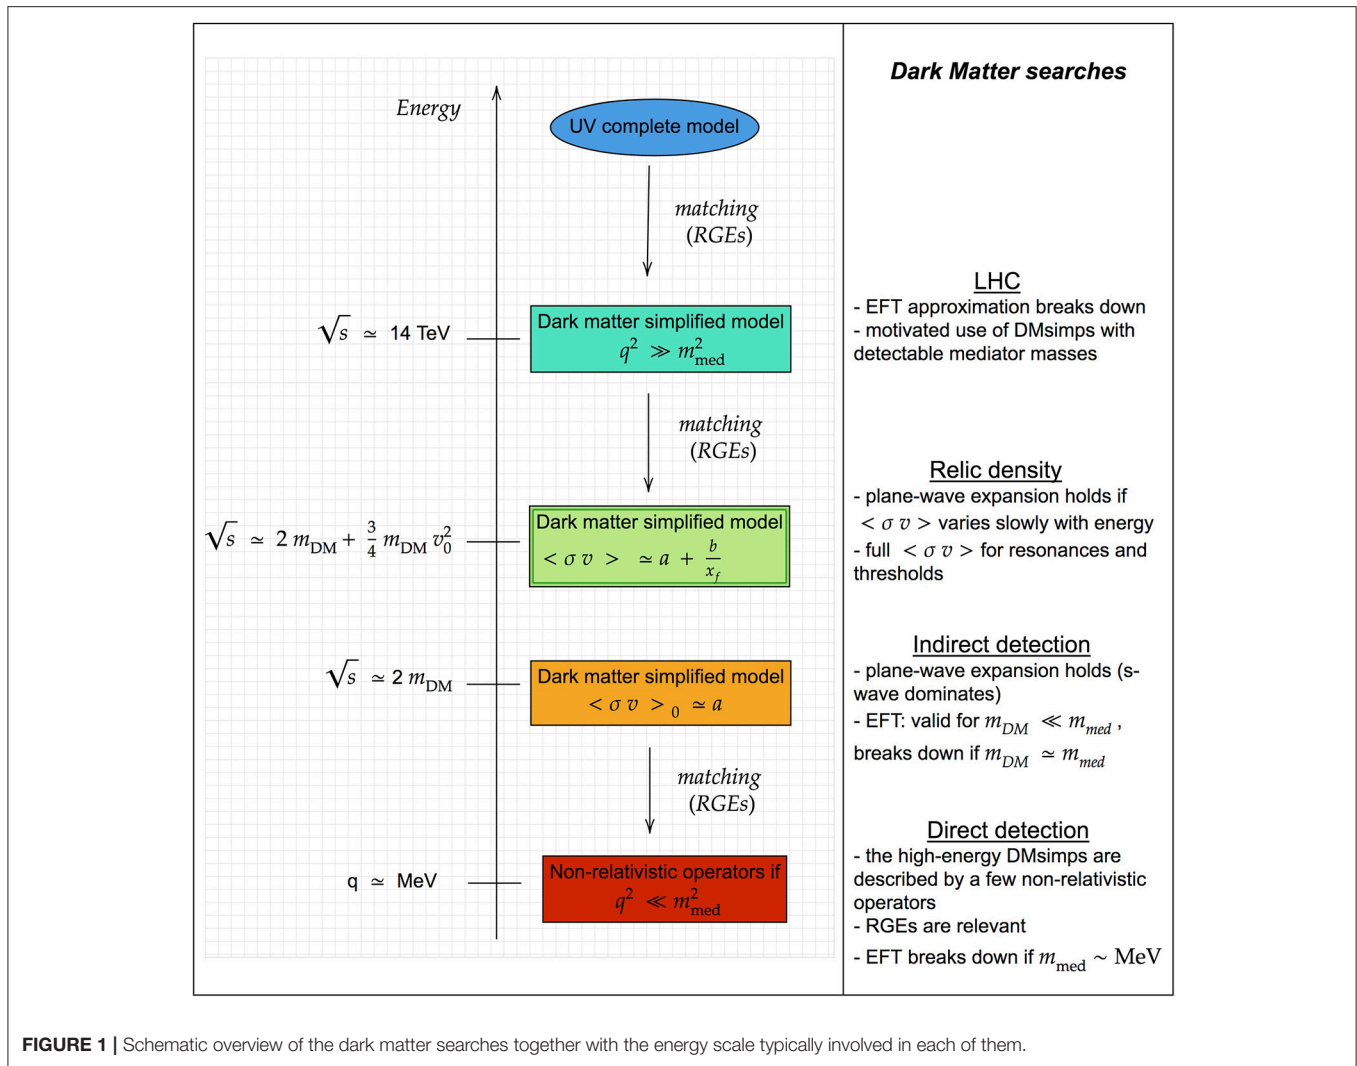 Dark Matter searches
Energy
UV complete model
matching
(RGEs)
√s ≃ 14 TeV
Dark matter simplified model
q² ≫ m²med
LHC
- EFT approximation breaks down
- motivated use of DMsimps with
detectable mediator masses
matching
(RGEs)
√s ≃ 2 mDM + 3/4 mDM v₀²
Dark matter simplified model
< σ v > ≃ a + b/xf
Relic density
- plane-wave expansion holds if
< σ v > varies slowly with energy
- full < σ v > for resonances and
thresholds
√s ≃ 2 mDM
Dark matter simplified model
< σ v >₀ ≃ a
Indirect detection
- plane-wave expansion holds (s-
wave dominates)
- EFT: valid for mDM ≪ mmed ,
breaks down if mDM ≃ mmed
matching
(RGEs)
q ≃ MeV
Non-relativistic operators if
q² ≪ m²med
Direct detection
- the high-energy DMsimps are
described by a few non-relativistic
operators
- RGEs are relevant
- EFT breaks down if mmed ∼ MeV
FIGURE 1 | Schematic overview of the dark matter searches together with the energy scale typically involved in each of them.